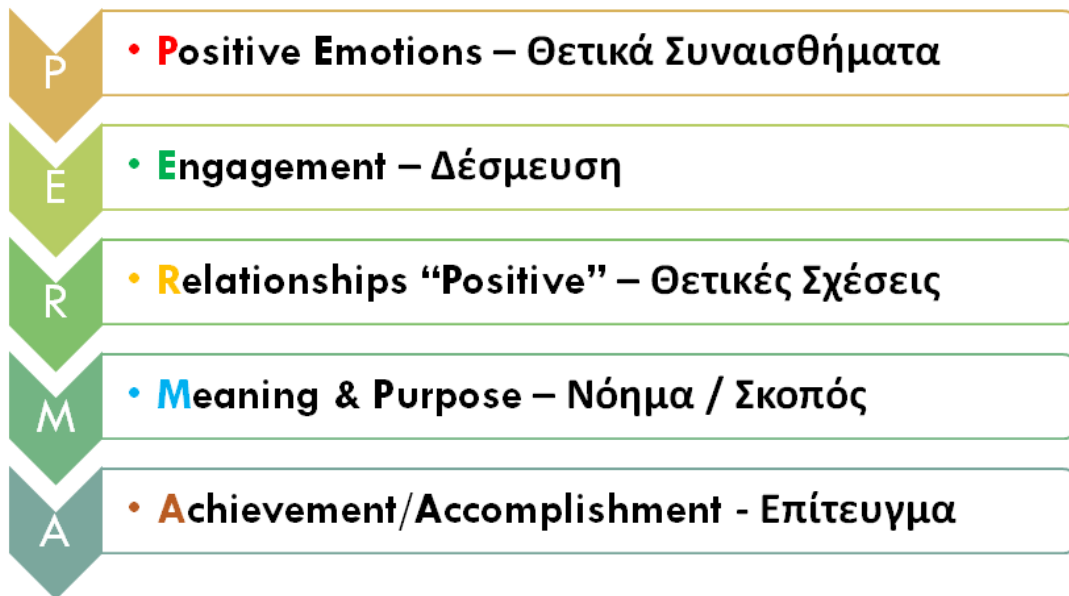 P
• Positive Emotions – Θετικά Συναισθήματα
E
• Engagement – Δέσμευση
R
• Relationships “Positive” – Θετικές Σχέσεις
M
• Meaning & Purpose – Νόημα / Σκοπός
A
• Achievement/Accomplishment - Επίτευγμα